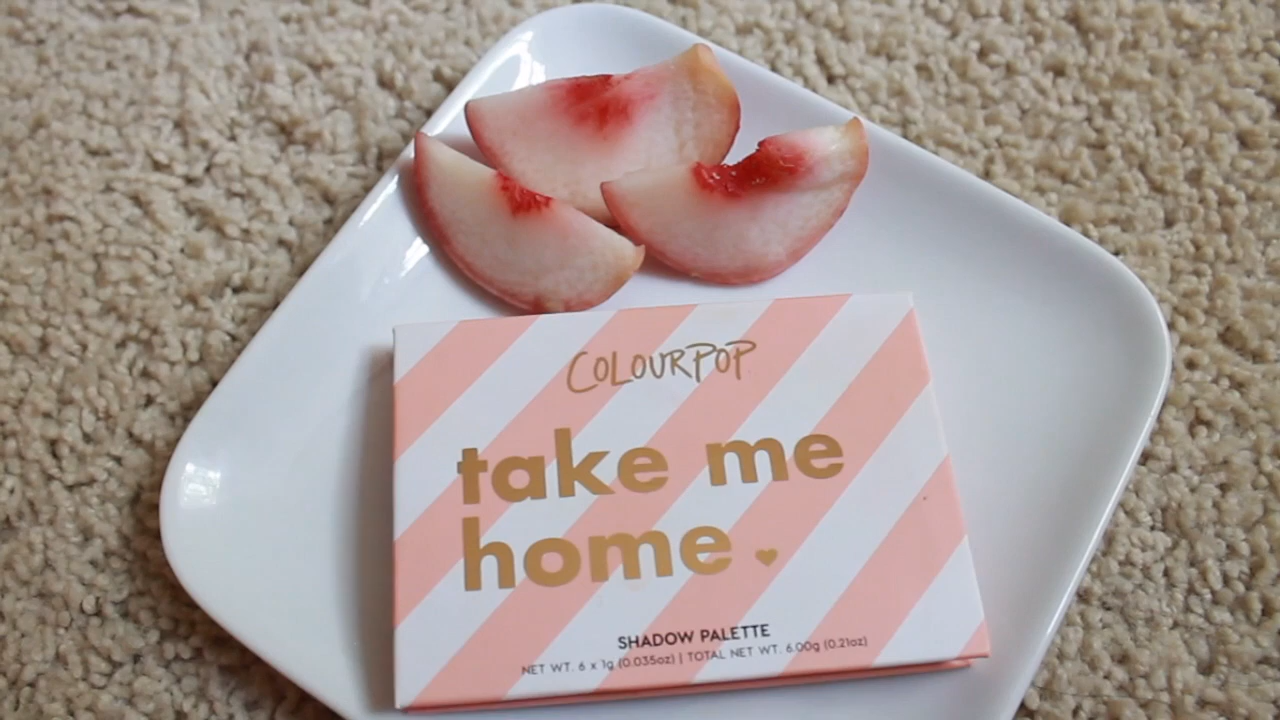 COLOURPOP
take me
home ♥
SHADOW PALETTE
NET WT. 6 x 1g (0.035oz) | TOTAL NET WT. 6.00g (0.21oz)